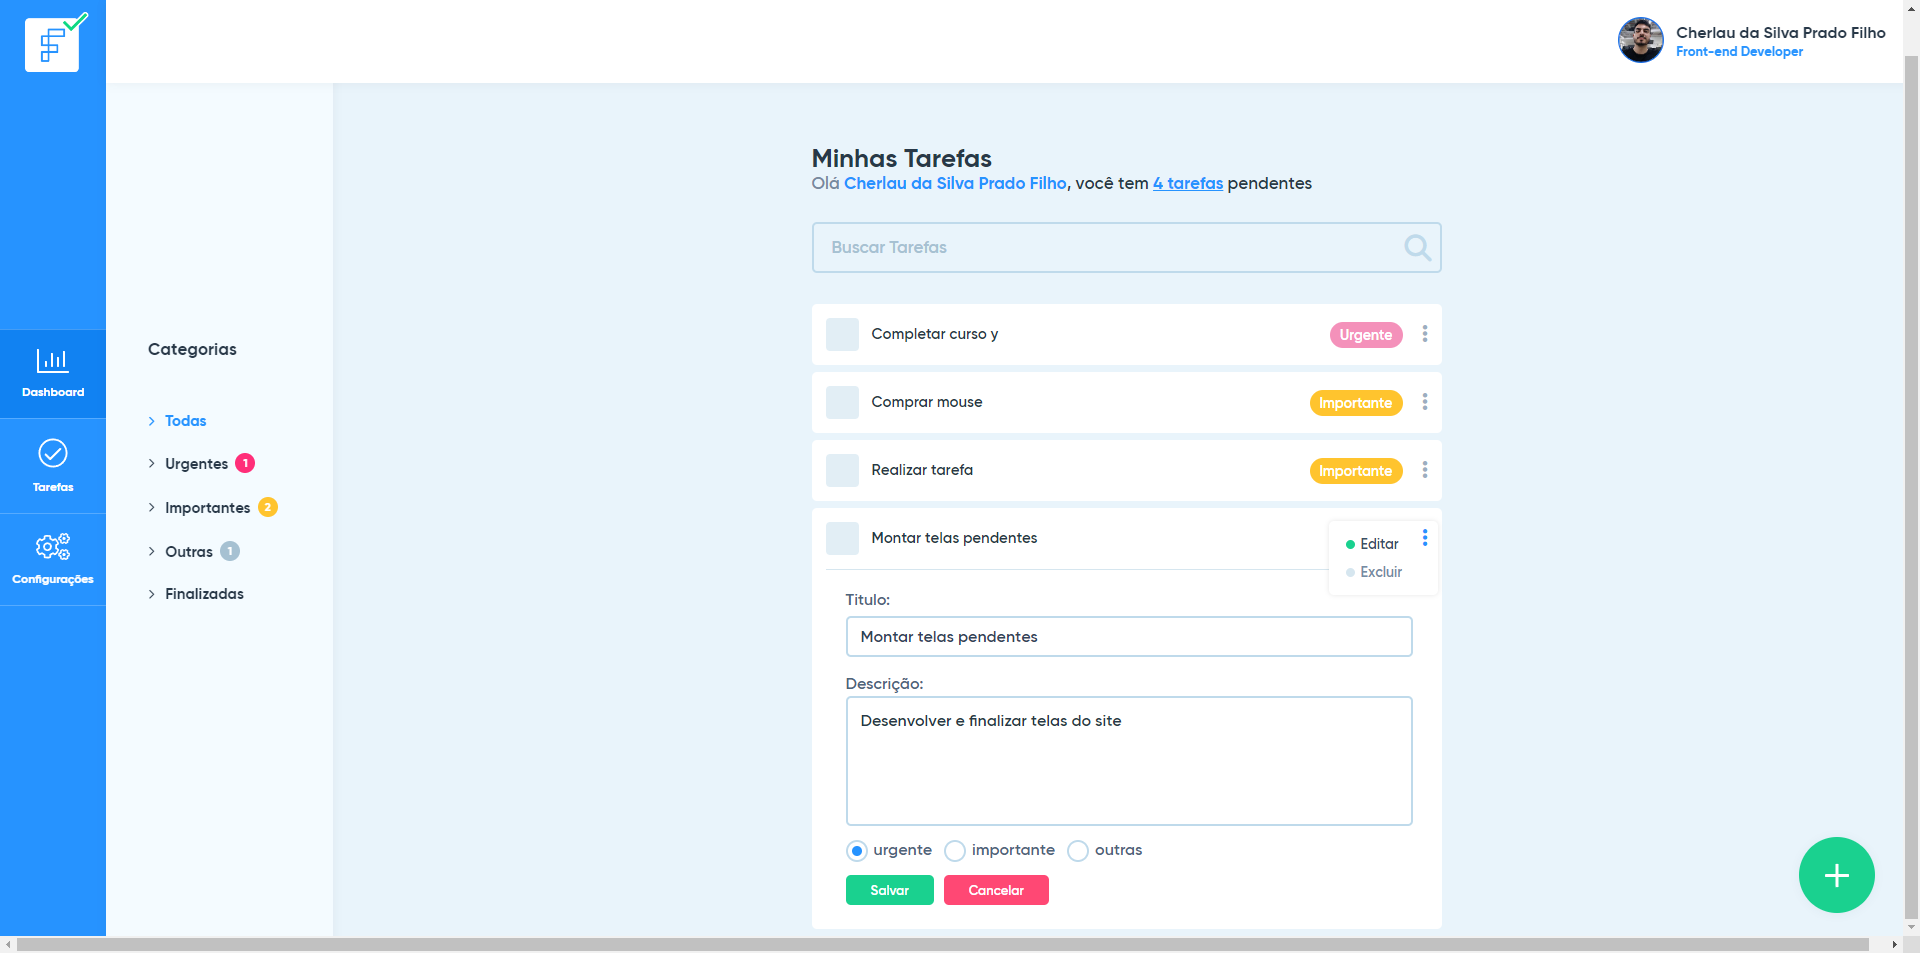 Cherlau da Silva Prado Filho
Front-end Developer
Dashboard
Tarefas
Configurações
Categorias
Todas
Urgentes 1
Importantes 2
Outras 1
Finalizadas
Minhas Tarefas
Olá Cherlau da Silva Prado Filho, você tem 4 tarefas pendentes
Buscar Tarefas
Completar curso y Urgente
Comprar mouse Importante
Realizar tarefa Importante
Montar telas pendentes
Editar
Excluir
Titulo:
Montar telas pendentes
Descrição:
Desenvolver e finalizar telas do site
urgente importante outras
Salvar Cancelar